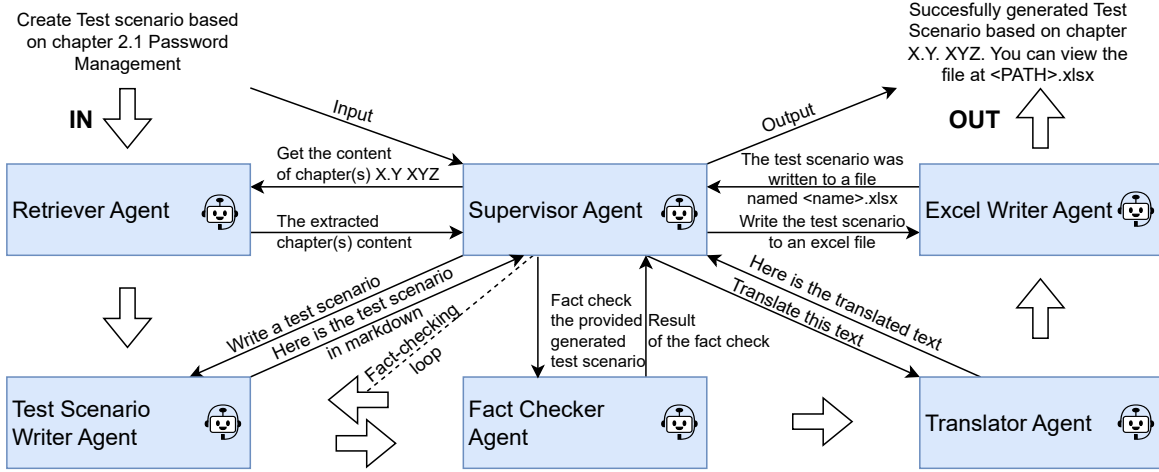 Create Test scenario based
on chapter 2.1 Password
Management
Succesfully generated Test
Scenario based on chapter
X.Y. XYZ. You can view the
file at <PATH>.xlsx
IN
Input
Output
OUT
Retriever Agent
Get the content
of chapter(s) X.Y XYZ
The extracted
chapter(s) content
Supervisor Agent
The test scenario was
written to a file
named <name>.xlsx
Write the test scenario
to an excel file
Excel Writer Agent
Write a test scenario
Here is the test scenario
in markdown
Fact-checking
loop
Fact check
the provided
generated
test scenario
Result
of the fact check
Here is the translated text
Translate this text
Test Scenario
Writer Agent
Fact Checker
Agent
Translator Agent